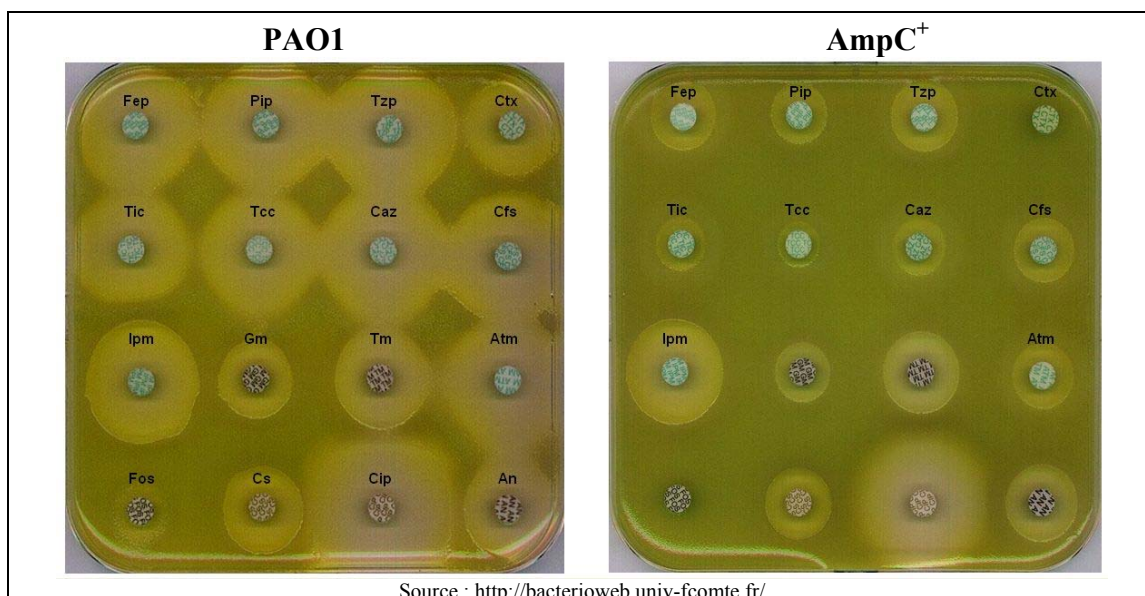 PAO1 AmpC⁺
Fep Pip Tzp Ctx Fep Pip Tzp Ctx
Tic Tcc Caz Cfs Tic Tcc Caz Cfs
Ipm Gm Tm Atm Ipm Atm
Fos Cs Cip An
Source : http://bacterioweb.univ-fcomte.fr/